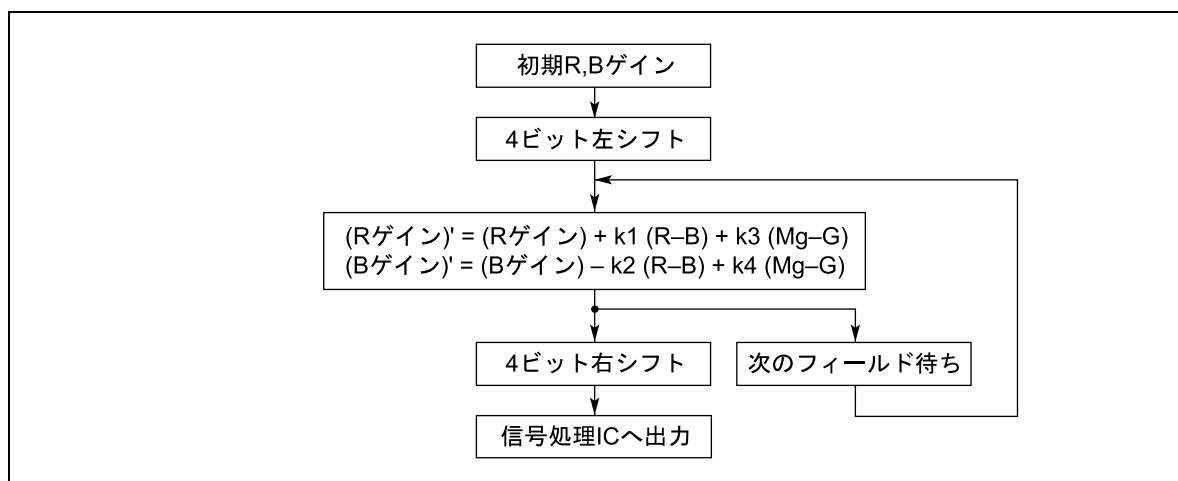 初期R,Bゲイン
4ビット左シフト
(Rゲイン)' = (Rゲイン) + k1 (R–B) + k3 (Mg–G)
(Bゲイン)' = (Bゲイン) – k2 (R–B) + k4 (Mg–G)
4ビット右シフト
次のフィールド待ち
信号処理ICへ出力